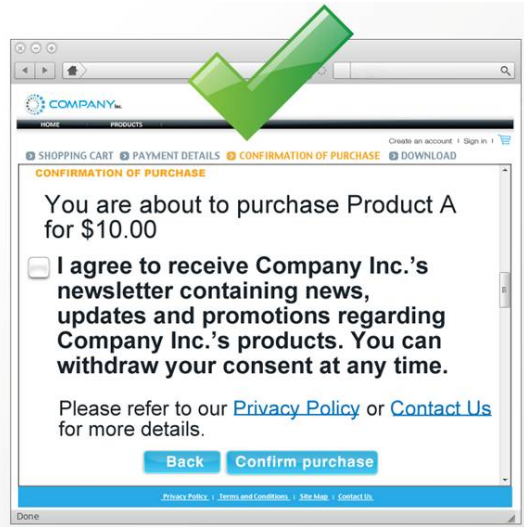 COMPANY Inc.
HOME PRODUCTS
Create an account | Sign in |
SHOPPING CART PAYMENT DETAILS CONFIRMATION OF PURCHASE DOWNLOAD
CONFIRMATION OF PURCHASE
You are about to purchase Product A
for $10.00
I agree to receive Company Inc.’s
newsletter containing news,
updates and promotions regarding
Company Inc.’s products. You can
withdraw your consent at any time.
Please refer to our Privacy Policy or Contact Us
for more details.
Back Confirm purchase
Privacy Policy | Terms and Conditions | Site Map | Contact Us
Done